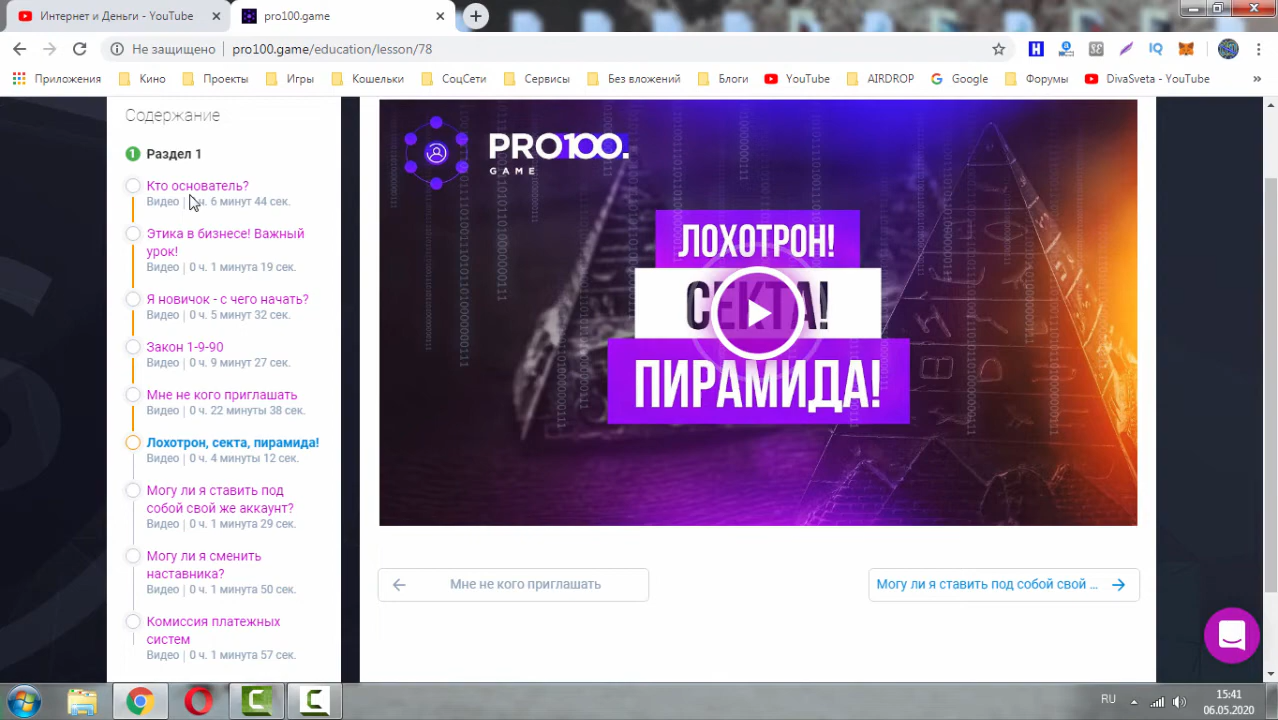 Интернет и Деньги - YouTube
pro100.game
Не защищено
pro100.game/education/lesson/78
Приложения
Кино
Проекты
Игры
Кошельки
СоцСети
Сервисы
Без вложений
Блоги
YouTube
AIRDROP
Google
Форумы
DivaSveta - YouTube
»
Содержание
1 Раздел 1
Кто основатель?
Видео | 0 ч. 6 минут 44 сек.
Этика в бизнесе! Важный
урок!
Видео | 0 ч. 1 минута 19 сек.
Я новичок - с чего начать?
Видео | 0 ч. 5 минут 32 сек.
Закон 1-9-90
Видео | 0 ч. 9 минут 27 сек.
Мне не кого приглашать
Видео | 0 ч. 22 минуты 38 сек.
Лохотрон, секта, пирамида!
Видео | 0 ч. 4 минуты 12 сек.
Могу ли я ставить под
собой свой же аккаунт?
Видео | 0 ч. 1 минута 29 сек.
Могу ли я сменить
наставника?
Видео | 0 ч. 1 минута 50 сек.
Комиссия платежных
систем
Видео | 0 ч. 1 минута 57 сек.
PRO100.
GAME
ЛОХОТРОН!
СЕКТА!
ПИРАМИДА!
Мне не кого приглашать
Могу ли я ставить под собой свой ...
RU
15:41
06.05.2020